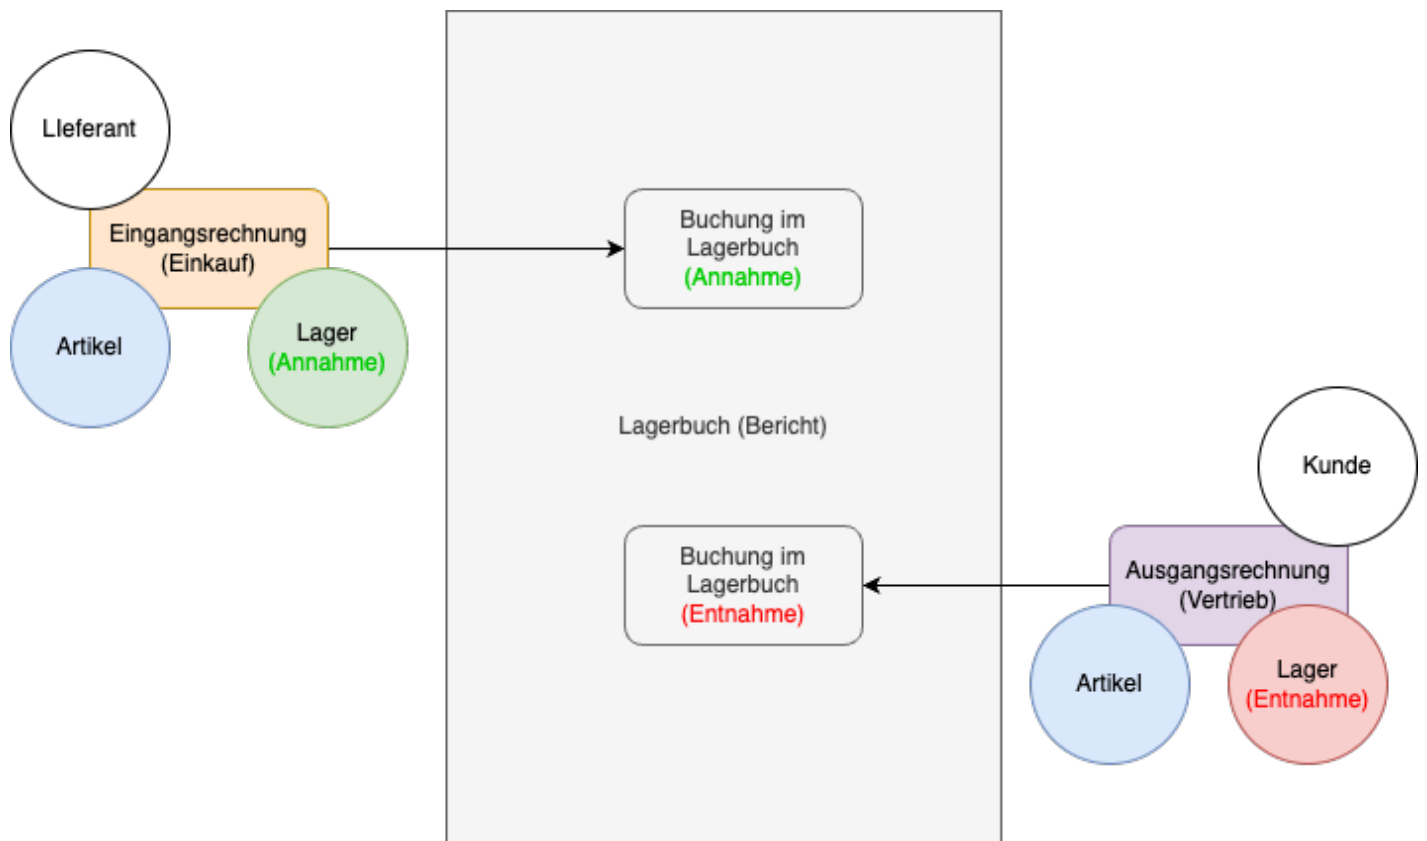 LIeferant
Eingangsrechnung
(Einkauf)
Artikel
Lager
(Annahme)
Buchung im
Lagerbuch
(Annahme)
Lagerbuch (Bericht)
Buchung im
Lagerbuch
(Entnahme)
Kunde
Ausgangsrechnung
(Vertrieb)
Artikel
Lager
(Entnahme)